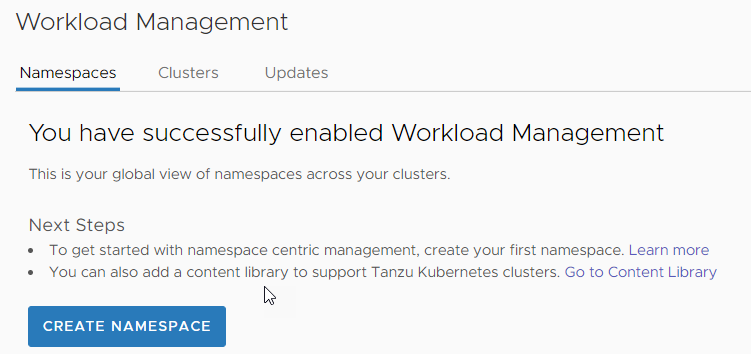 Workload Management
Namespaces Clusters Updates
You have successfully enabled Workload Management
This is your global view of namespaces across your clusters.
Next Steps
• To get started with namespace centric management, create your first namespace. Learn more
• You can also add a content library to support Tanzu Kubernetes clusters. Go to Content Library
CREATE NAMESPACE